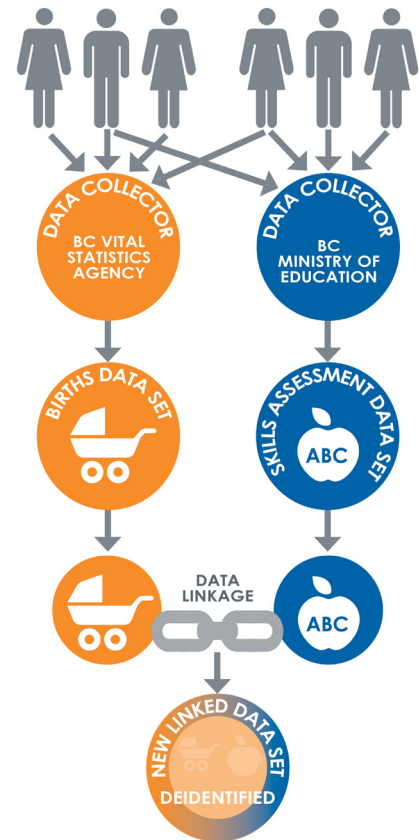 DATA COLLECTOR
BC VITAL
STATISTICS
AGENCY
DATA COLLECTOR
BC
MINISTRY OF
EDUCATION
BIRTHS DATA SET
SKILLS ASSESSMENT DATA SET
ABC
DATA
LINKAGE
ABC
NEW LINKED DATA SET
DEIDENTIFIED